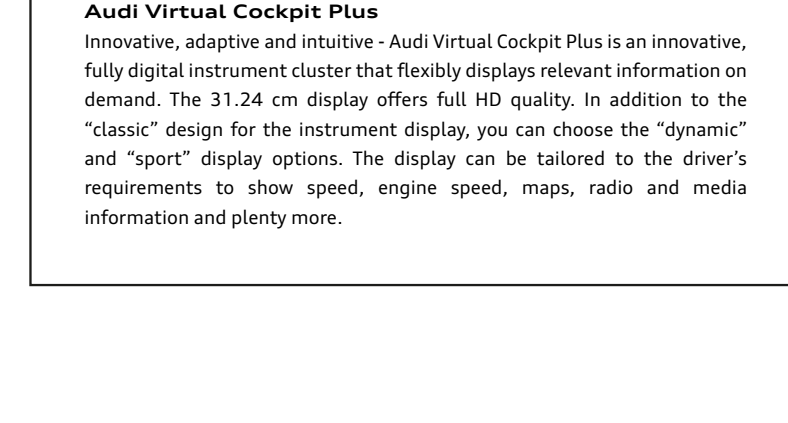 Audi Virtual Cockpit Plus
Innovative, adaptive and intuitive - Audi Virtual Cockpit Plus is an innovative,
fully digital instrument cluster that flexibly displays relevant information on
demand. The 31.24 cm display offers full HD quality. In addition to the
“classic” design for the instrument display, you can choose the “dynamic”
and “sport” display options. The display can be tailored to the driver’s
requirements to show speed, engine speed, maps, radio and media
information and plenty more.